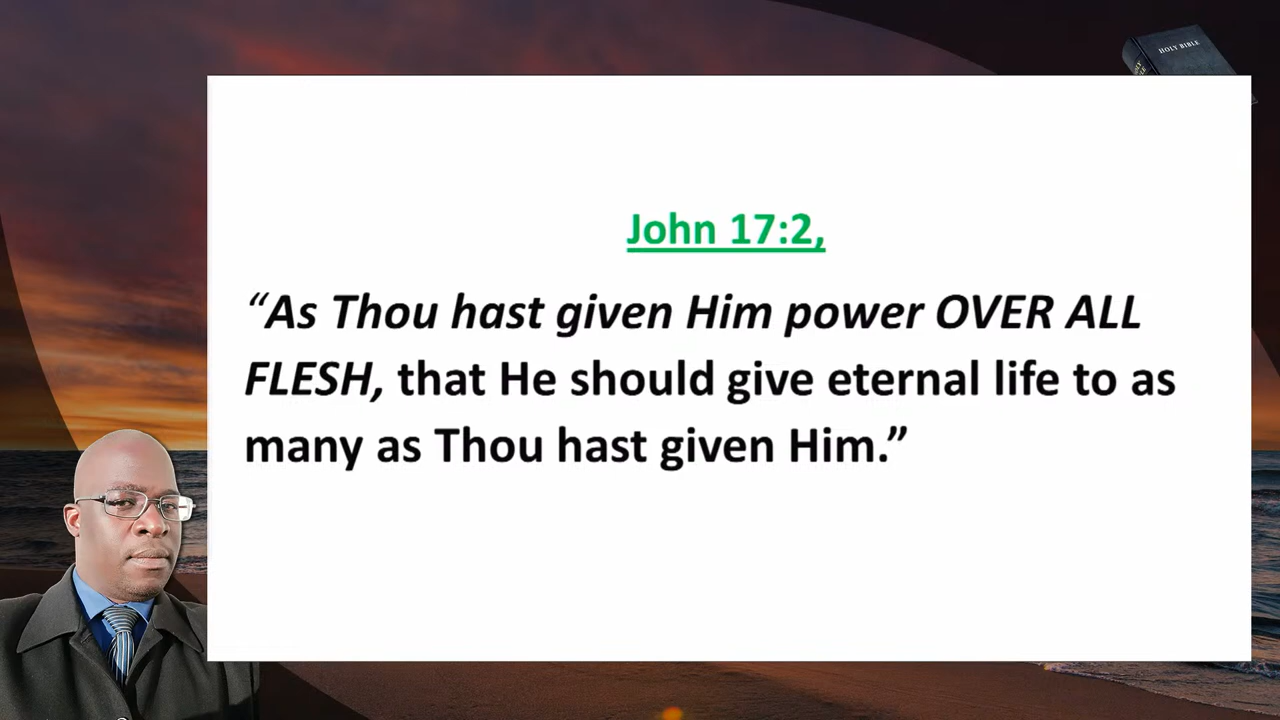 HOLY BIBLE
John 17:2,
“As Thou hast given Him power OVER ALL
FLESH, that He should give eternal life to as
many as Thou hast given Him.”